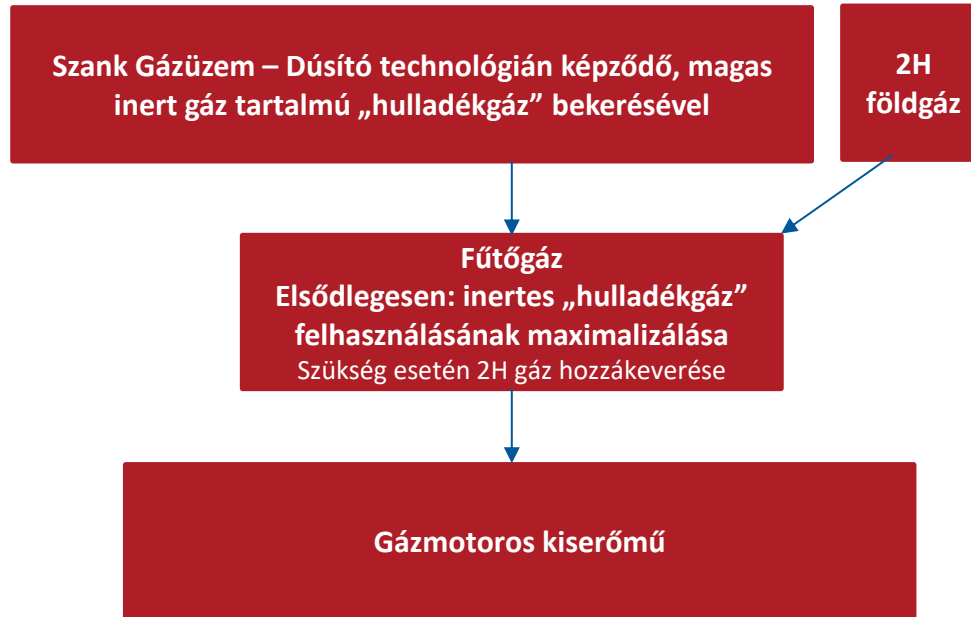 Szank Gázüzem – Dúsító technológián képződő, magas
inert gáz tartalmú „hulladékgáz” bekerésével
2H
földgáz
Fűtőgáz
Elsődlegesen: inertes „hulladékgáz”
felhasználásának maximalizálása
Szükség esetén 2H gáz hozzákeverése
Gázmotoros kiserőmű